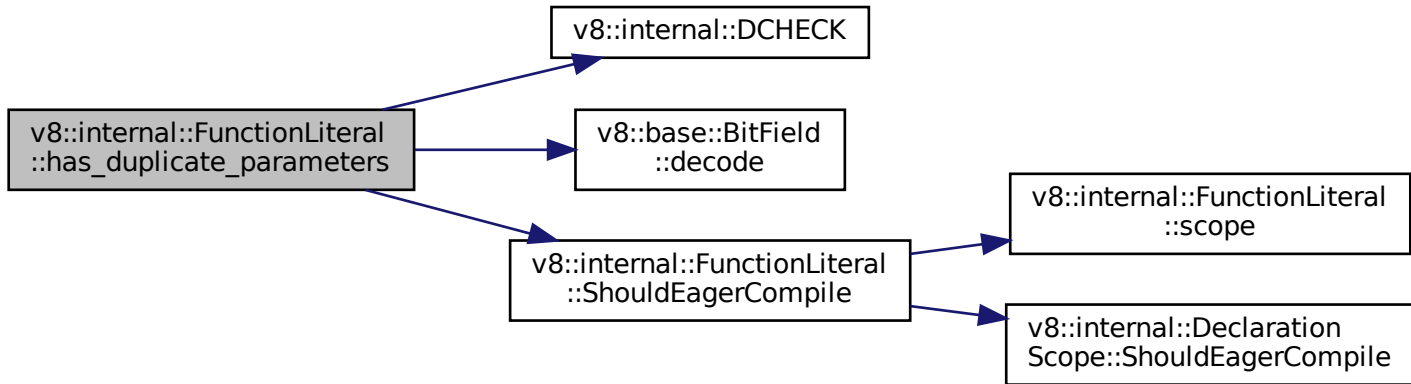 v8::internal::DCHECK
v8::internal::FunctionLiteral
::has_duplicate_parameters
v8::base::BitField
::decode
v8::internal::FunctionLiteral
::ShouldEagerCompile
v8::internal::FunctionLiteral
::scope
v8::internal::Declaration
Scope::ShouldEagerCompile